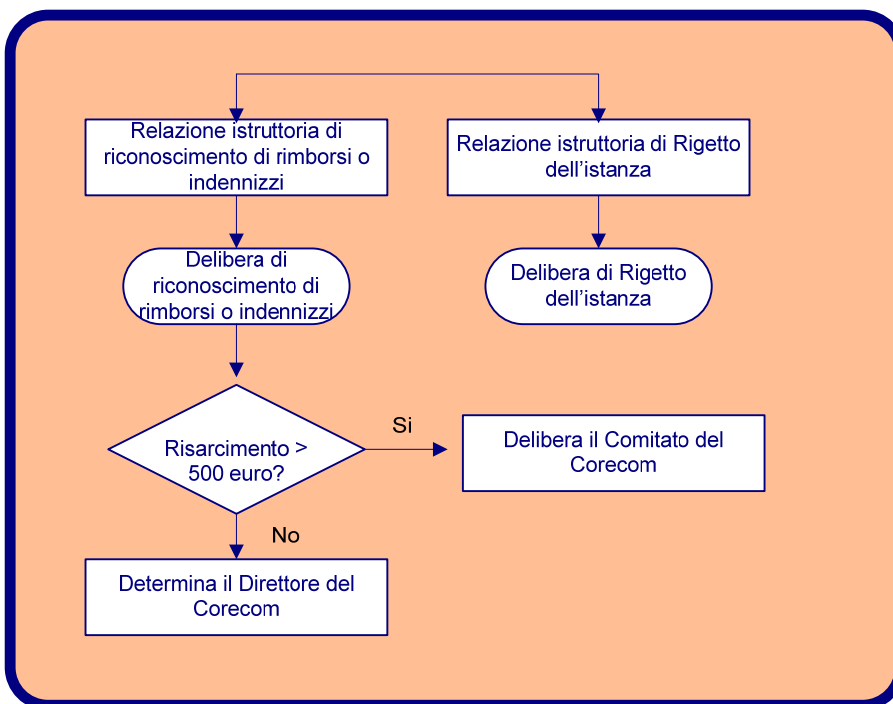 Relazione istruttoria di
riconoscimento di rimborsi o
indennizzi
Relazione istruttoria di Rigetto
dell'istanza
Delibera di
riconoscimento di
rimborsi o indennizzi
Delibera di Rigetto
dell'istanza
Risarcimento >
500 euro?
Si
Delibera il Comitato del
Corecom
No
Determina il Direttore del
Corecom